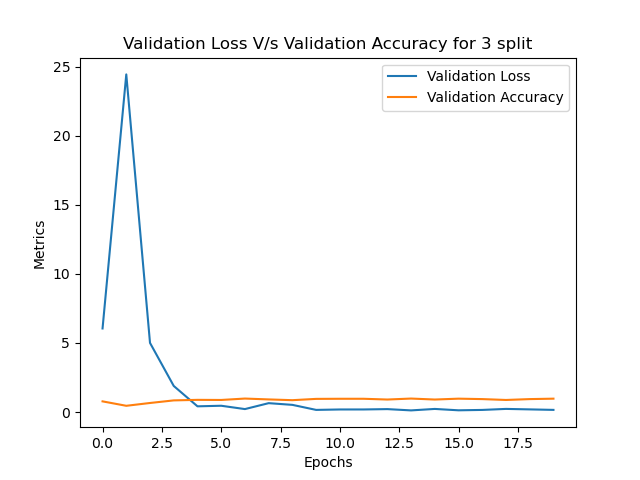 Validation Loss V/s Validation Accuracy for 3 split
Validation Loss
Validation Accuracy
Metrics
25
20
15
10
5
0
0.0 2.5 5.0 7.5 10.0 12.5 15.0 17.5
Epochs